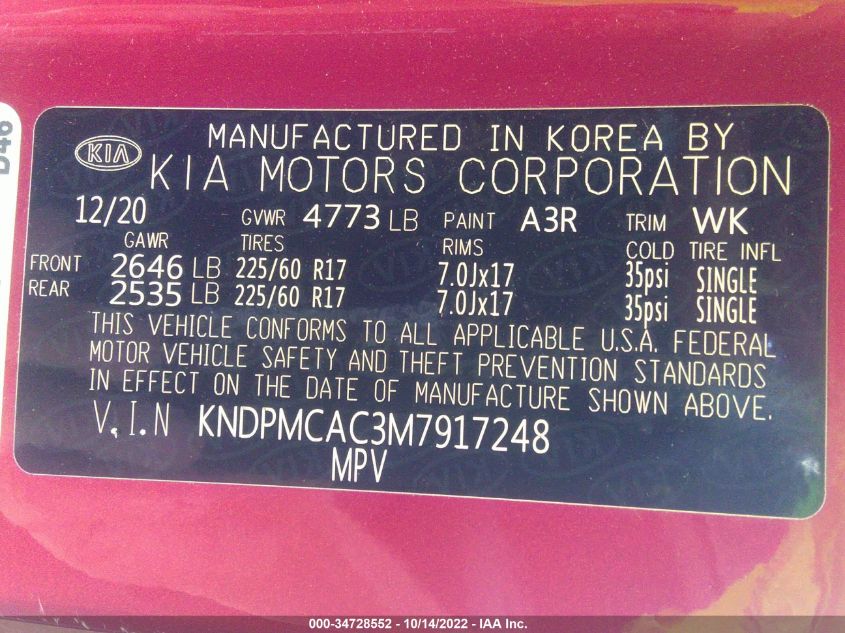 D46
KIA
MANUFACTURED IN KOREA BY
KIA MOTORS CORPORATION
12/20 GVWR 4773 LB PAINT A3R TRIM WK
GAWR TIRES RIMS COLD TIRE INFL
FRONT 2646 LB 225/60 R17 7.0Jx17 35psi SINGLE
REAR 2535 LB 225/60 R17 7.0Jx17 35psi SINGLE
THIS VEHICLE CONFORMS TO ALL APPLICABLE U.S.A. FEDERAL
MOTOR VEHICLE SAFETY AND THEFT PREVENTION STANDARDS
IN EFFECT ON THE DATE OF MANUFACTURE SHOWN ABOVE.
V.I.N KNDPMCAC3M7917248
MPV
000-34728552 - 10/14/2022 - IAA Inc.